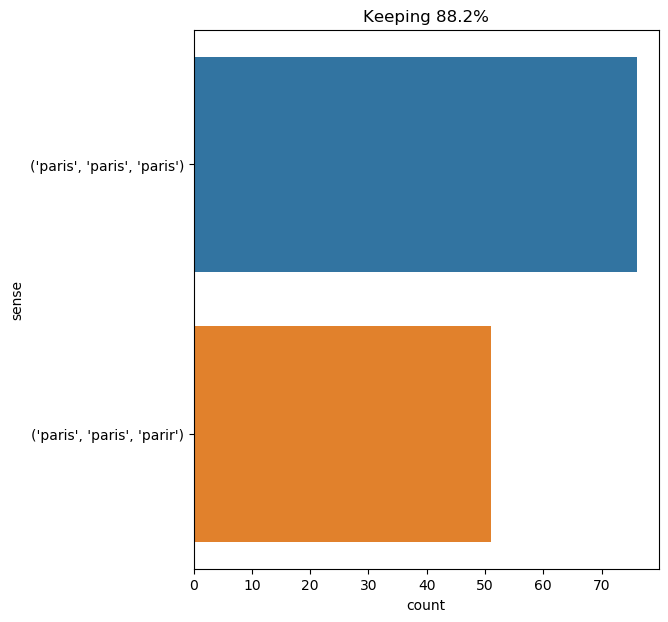 Keeping 88.2%
('paris', 'paris', 'paris')
sense
('paris', 'paris', 'parir')
0 10 20 30 40 50 60 70
count